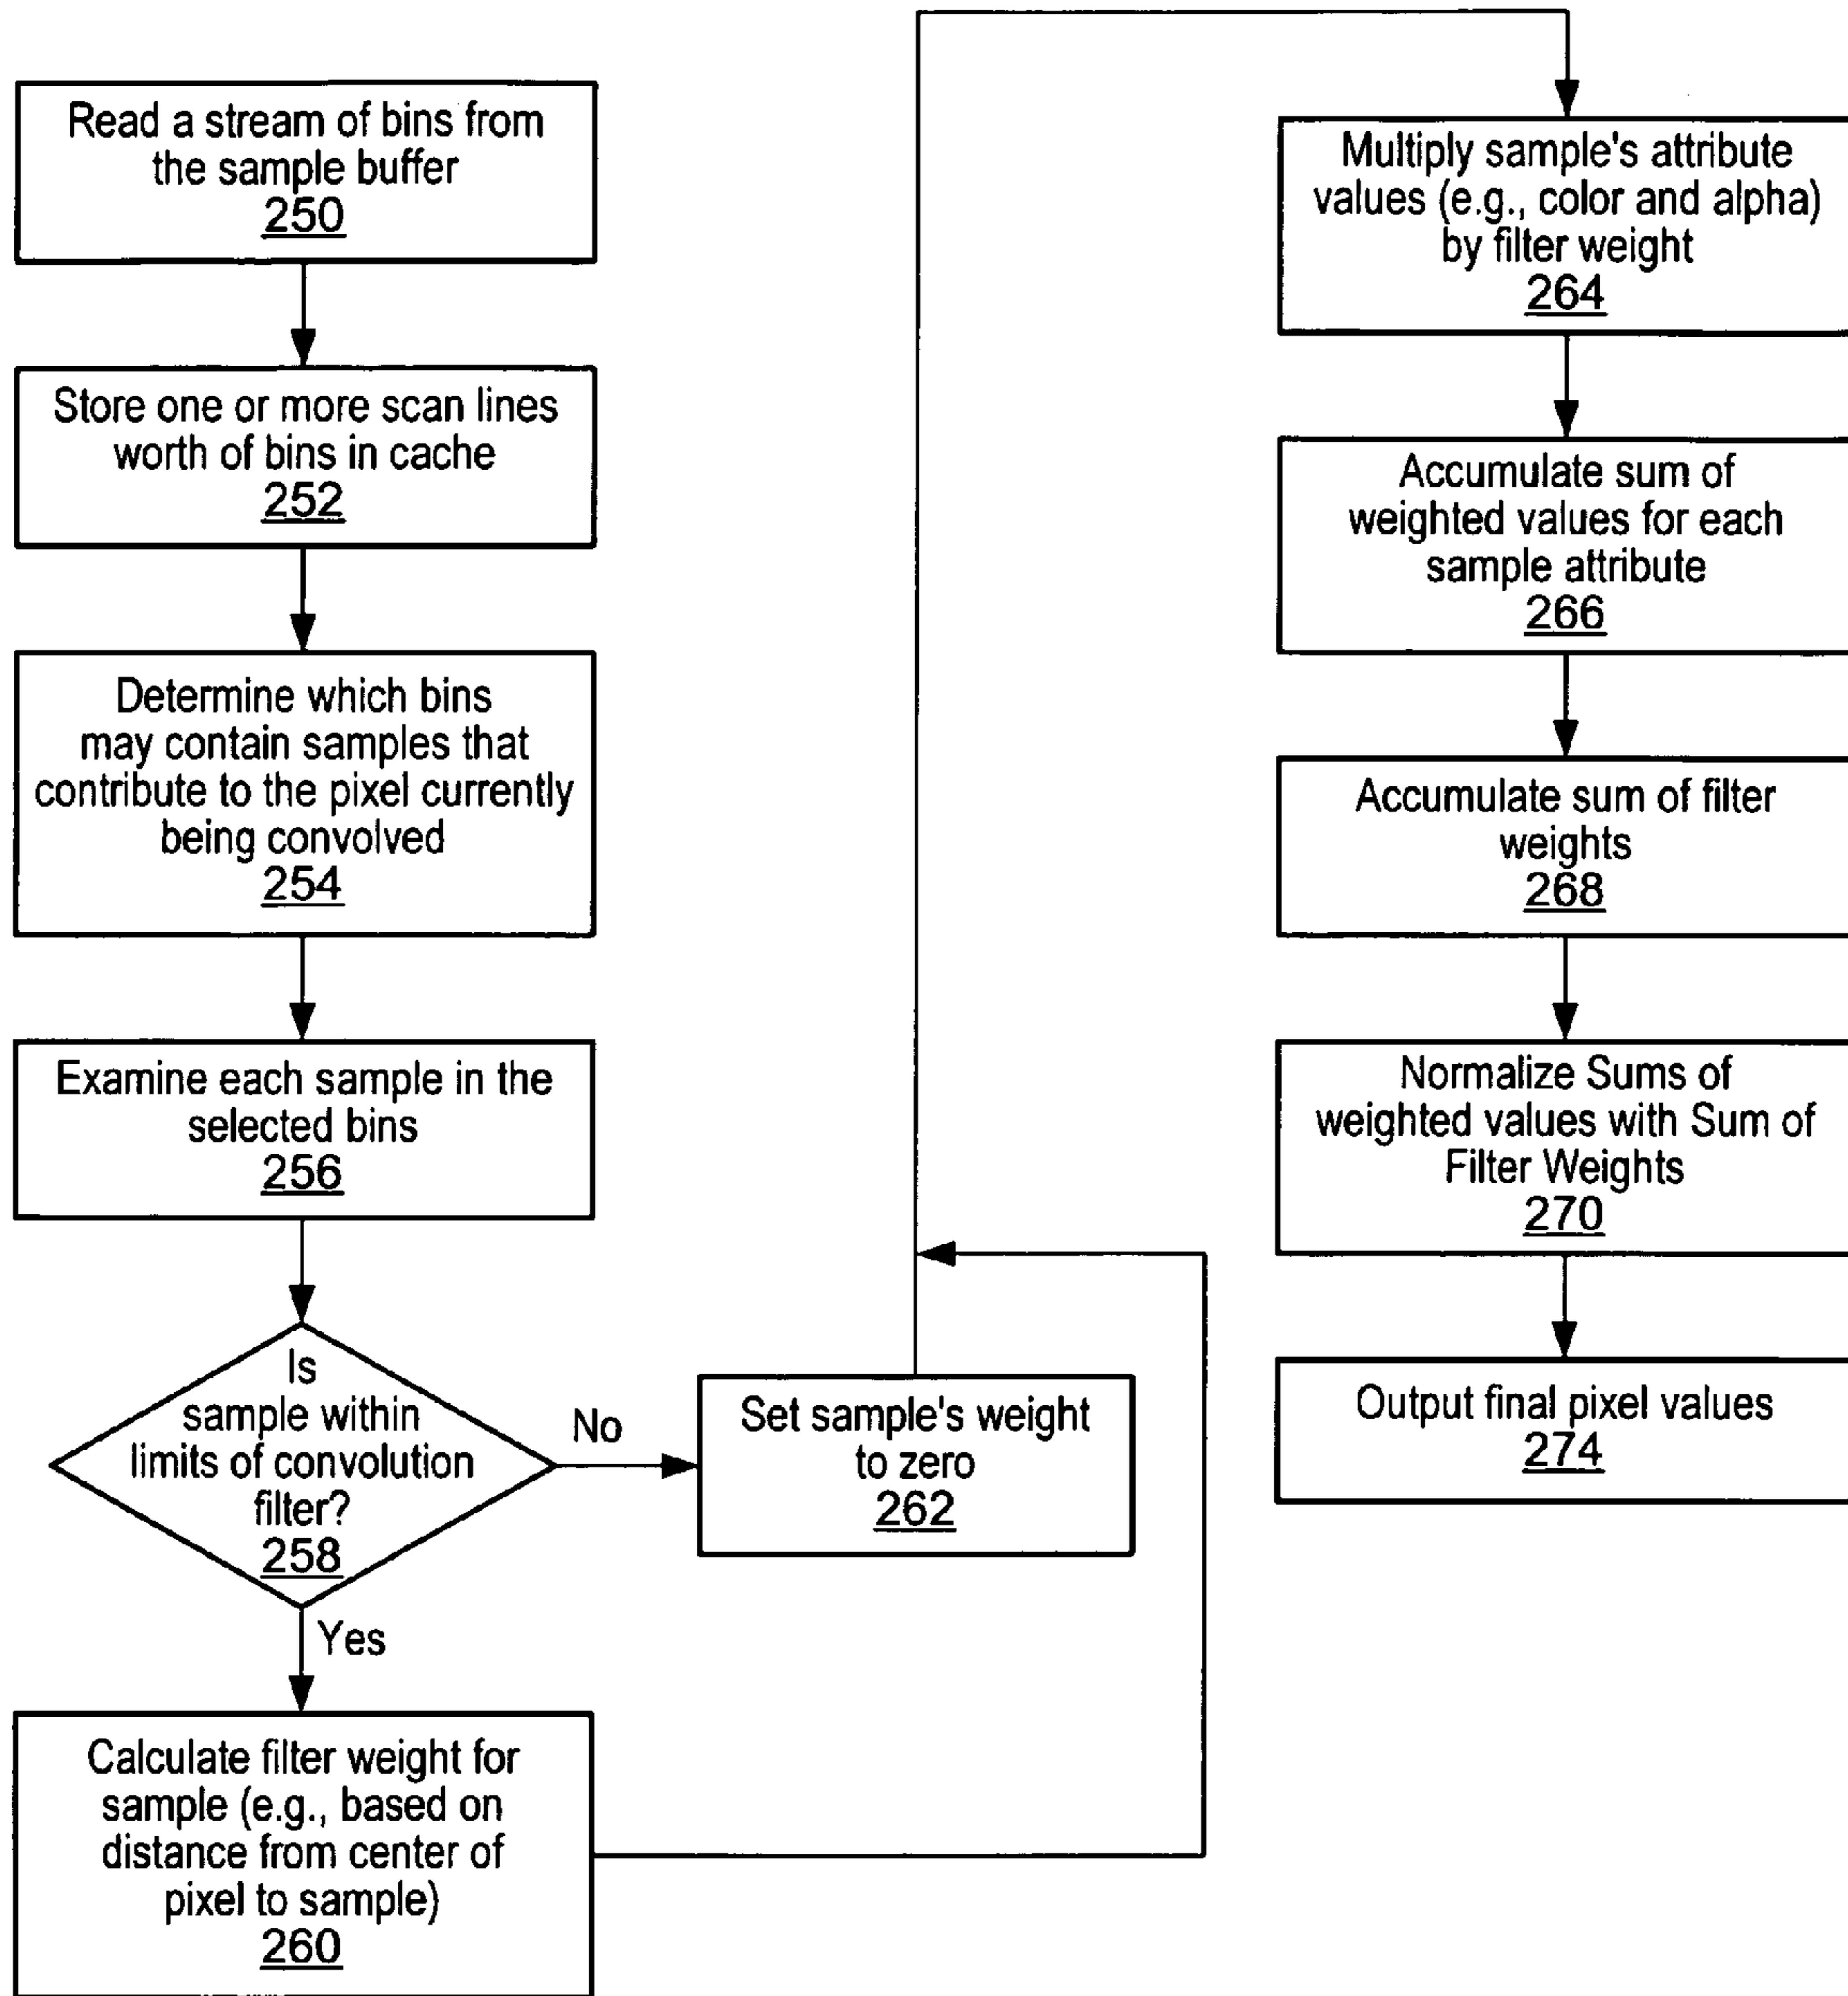 Read a stream of bins from
the sample buffer
250
Store one or more scan lines
worth of bins in cache
252
Determine which bins
may contain samples that
contribute to the pixel currently
being convolved
254
Examine each sample in the
selected bins
256
Is
sample within
limits of convolution
filter?
258
No
Yes
Calculate filter weight for
sample (e.g., based on
distance from center of
pixel to sample)
260
Set sample's weight
to zero
262
Multiply sample's attribute
values (e.g., color and alpha)
by filter weight
264
Accumulate sum of
weighted values for each
sample attribute
266
Accumulate sum of filter
weights
268
Normalize Sums of
weighted values with Sum of
Filter Weights
270
Output final pixel values
274